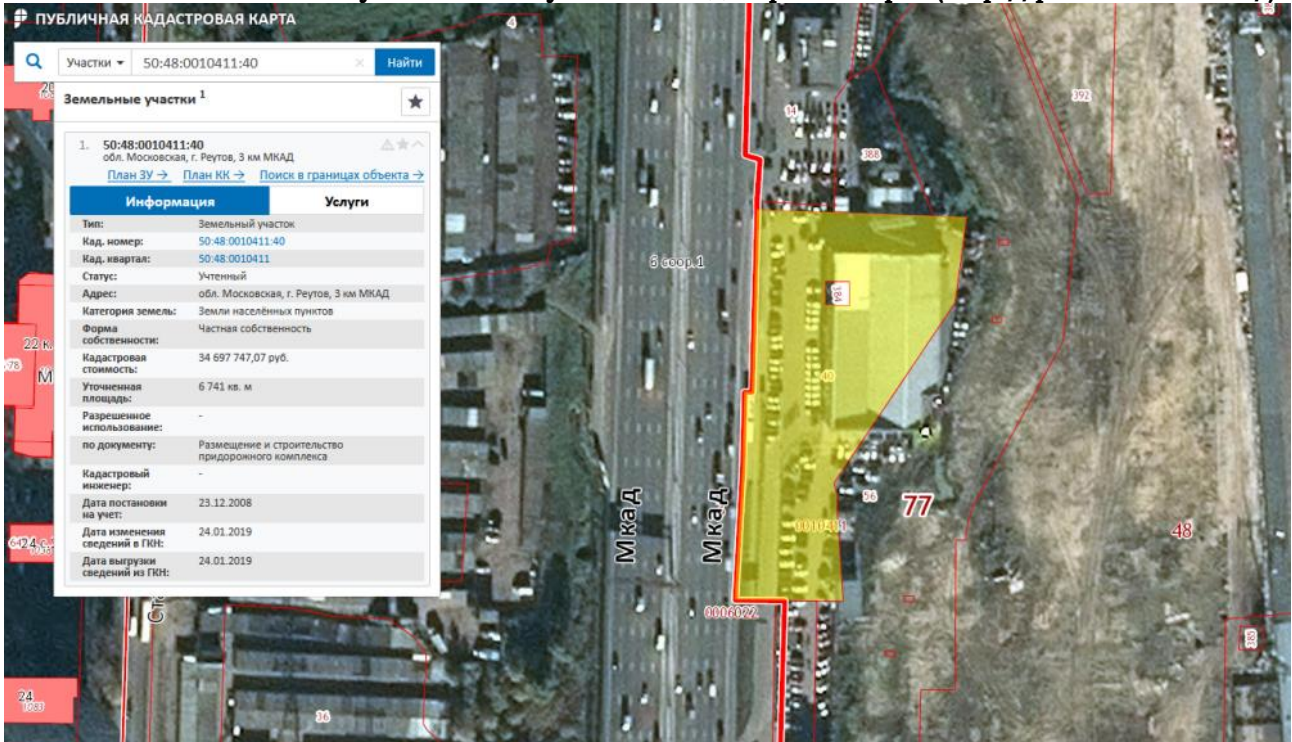 ПУБЛИЧНАЯ КАДАСТРОВАЯ КАРТА
Участки 50:48:0010411:40 × Найти
Земельные участки 1
1. 50:48:0010411:40
обл. Московская, г. Реутов, 3 км МКАД
План ЗУ → План КК → Поиск в границах объекта →
Информация Услуги
Тип: Земельный участок
Кад. номер: 50:48:0010411:40
Кад. квартал: 50:48:0010411
Статус: Учтенный
Адрес: обл. Московская, г. Реутов, 3 км МКАД
Категория земель: Земли населённых пунктов
Форма
собственности: Частная собственность
Кадастровая
стоимость: 34 697 747,07 руб.
Уточненная
площадь: 6 741 кв. м
Разрешенное
использование: -
по документу: Размещение и строительство
придорожного комплекса
Кадастровый
инженер: -
Дата постановки
на учет: 23.12.2008
Дата изменения
сведений в ГКН: 24.01.2019
Дата выгрузки
сведений из ГКН: 24.01.2019
4
14
388
392
6 соор.1
384
40
22 к.
М
56
77
0010411
48
Мкад
Мкад
0006022
385
24
1083
36